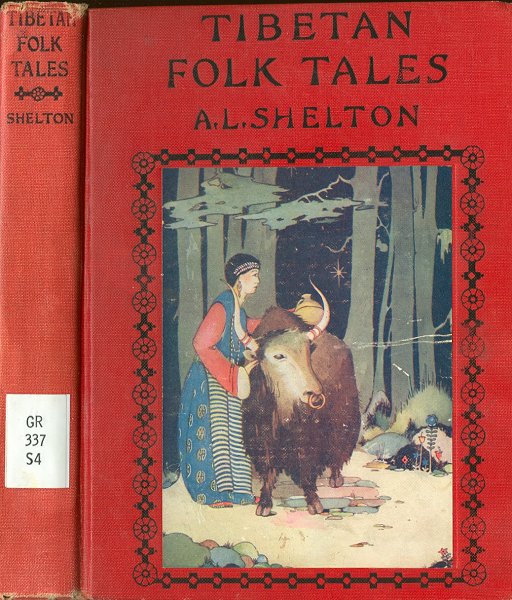 TIBETAN
FOLK
TALES
SHELTON
GR
337
S4
TIBETAN
FOLK TALES
A.L.SHELTON